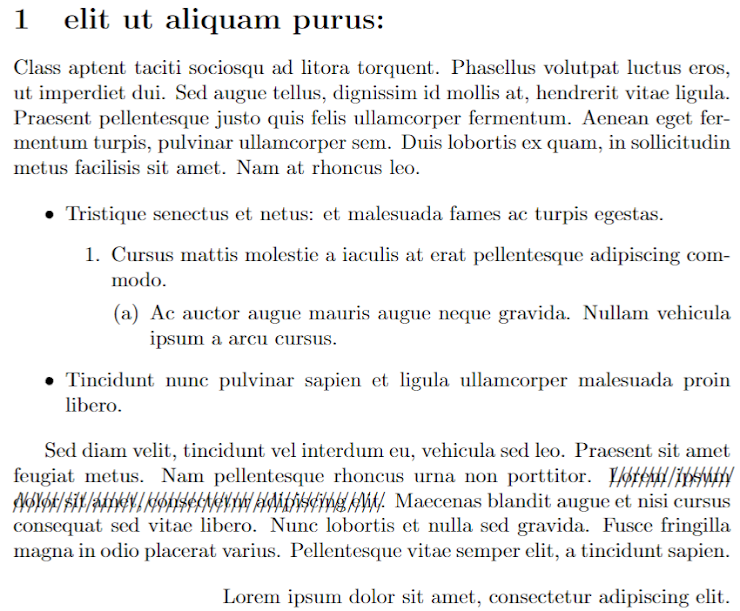 1 elit ut aliquam purus:
Class aptent taciti sociosqu ad litora torquent. Phasellus volutpat luctus eros,
ut imperdiet dui. Sed augue tellus, dignissim id mollis at, hendrerit vitae ligula.
Praesent pellentesque justo quis felis ullamcorper fermentum. Aenean eget fer-
mentum turpis, pulvinar ullamcorper sem. Duis lobortis ex quam, in sollicitudin
metus facilisis sit amet. Nam at rhoncus leo.
• Tristique senectus et netus: et malesuada fames ac turpis egestas.
1. Cursus mattis molestie a iaculis at erat pellentesque adipiscing com-
modo.
(a) Ac auctor augue mauris augue neque gravida. Nullam vehicula
ipsum a arcu cursus.
• Tincidunt nunc pulvinar sapien et ligula ullamcorper malesuada proin
libero.
Sed diam velit, tincidunt vel interdum eu, vehicula sed leo. Praesent sit amet
feugiat metus. Nam pellentesque rhoncus urna non porttitor. Lorem ipsum
dolor sit amet, consectetur adipiscing elit. Maecenas blandit augue et nisi cursus
consequat sed vitae libero. Nunc lobortis et nulla sed gravida. Fusce fringilla
magna in odio placerat varius. Pellentesque vitae semper elit, a tincidunt sapien.
Lorem ipsum dolor sit amet, consectetur adipiscing elit.